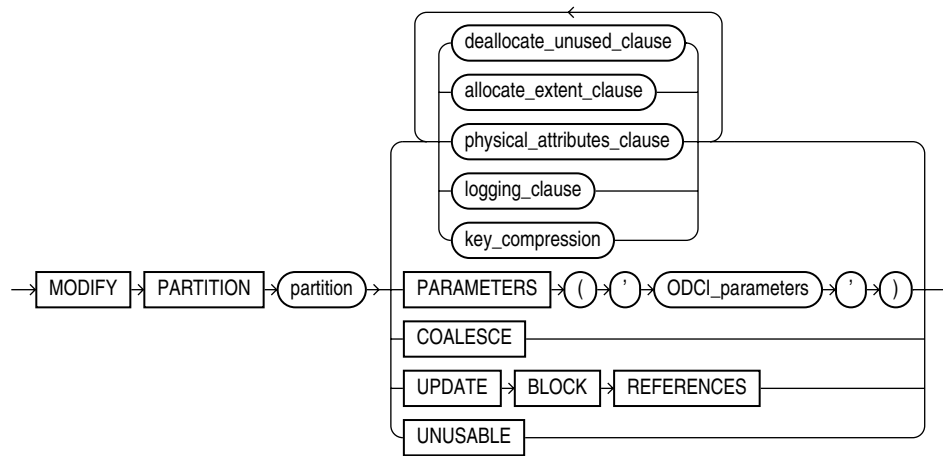 deallocate_unused_clause
allocate_extent_clause
physical_attributes_clause
logging_clause
key_compression
MODIFY PARTITION partition PARAMETERS ( ' ODCI_parameters ' )
COALESCE
UPDATE BLOCK REFERENCES
UNUSABLE